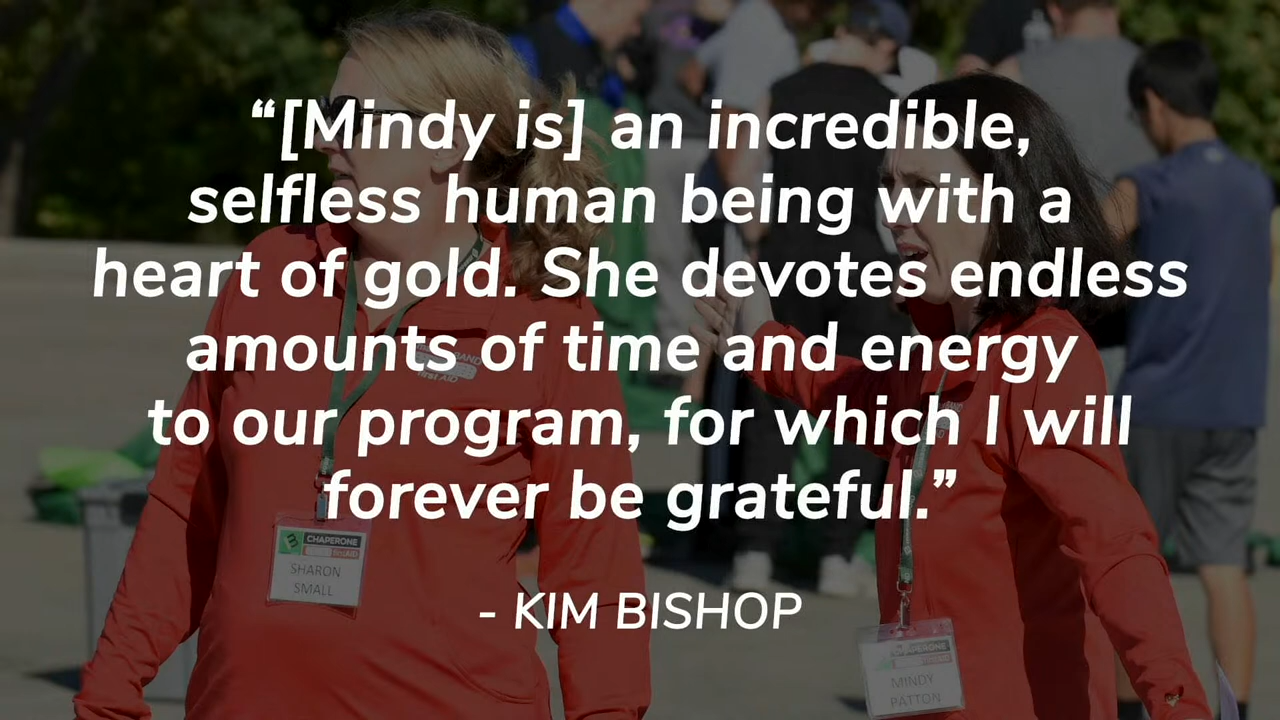 “[Mindy is] an incredible,
selfless human being with a
heart of gold. She devotes endless
amounts of time and energy
to our program, for which I will
forever be grateful.”
- KIM BISHOP
CHAPERONE
SHARON
SMALL
CHAPERONE
MINDY
PATTON